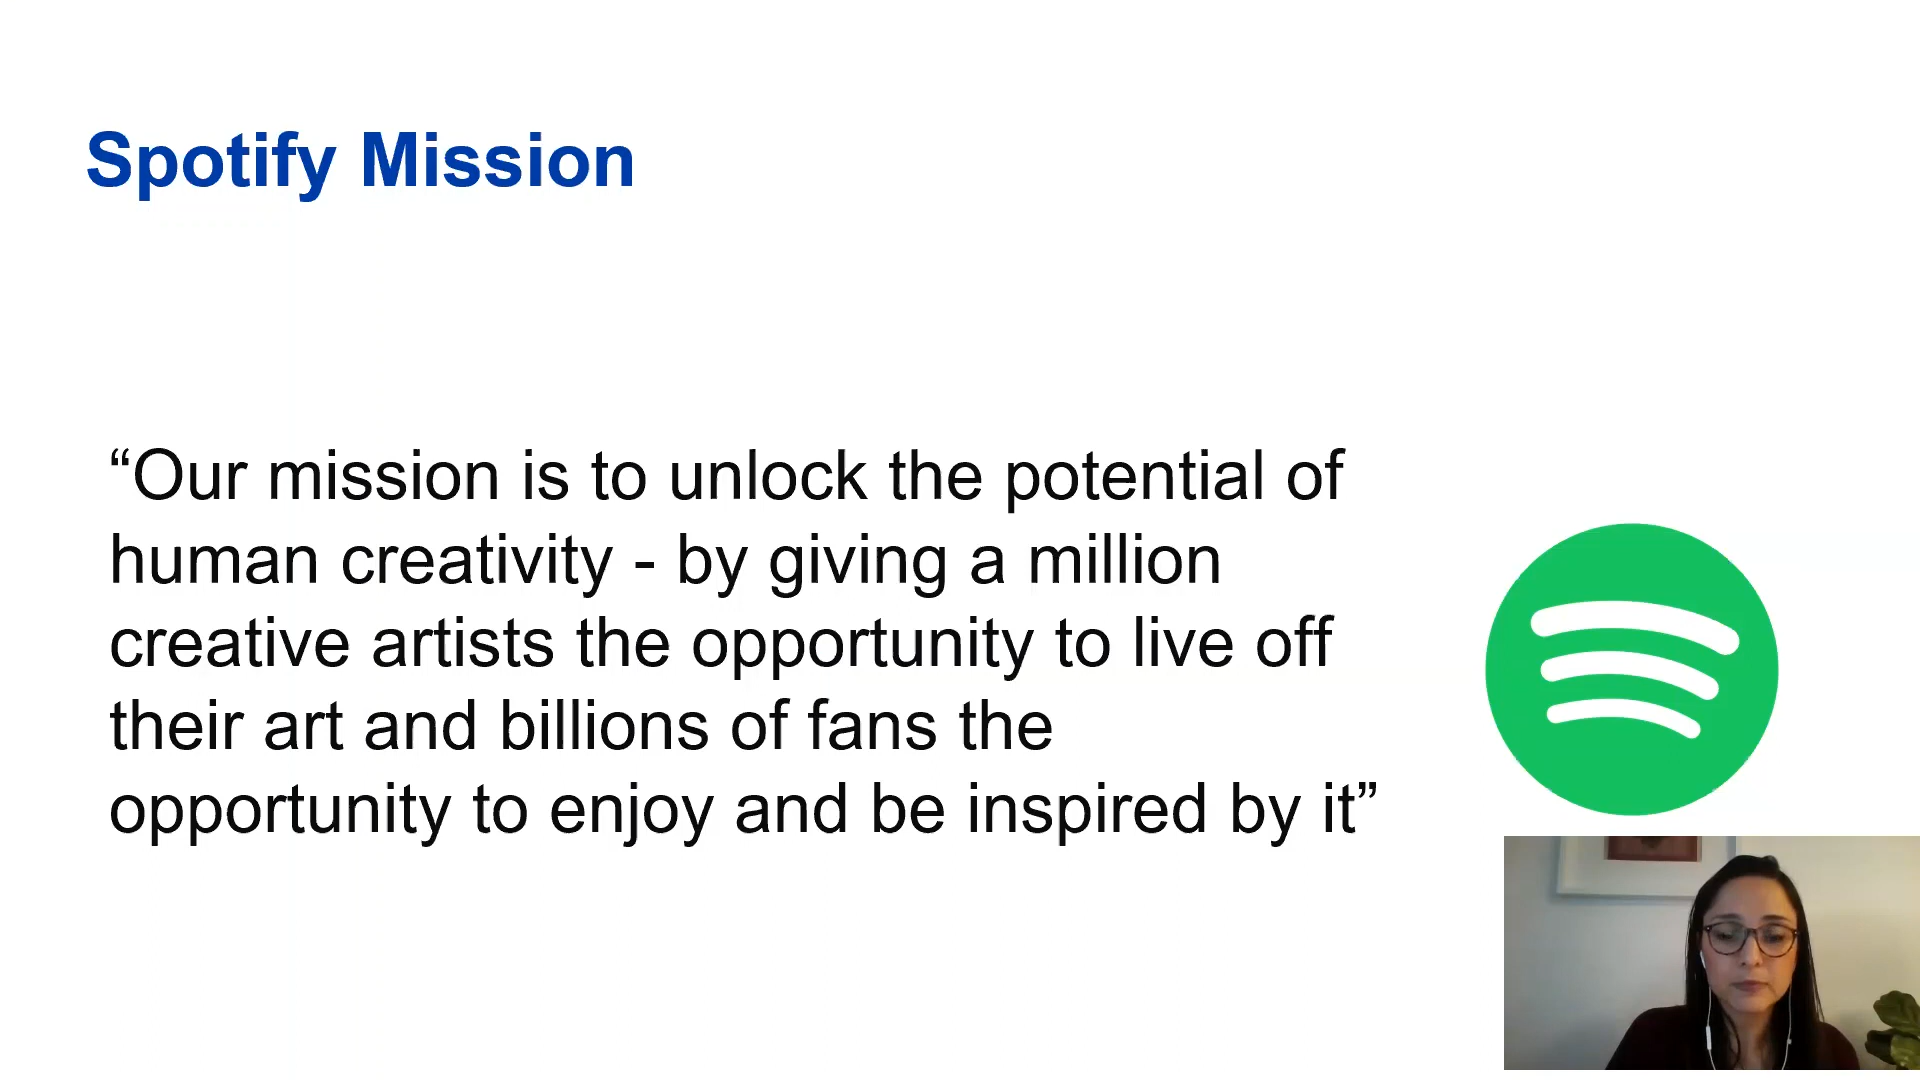 Spotify Mission
“Our mission is to unlock the potential of
human creativity - by giving a million
creative artists the opportunity to live off
their art and billions of fans the
opportunity to enjoy and be inspired by it”